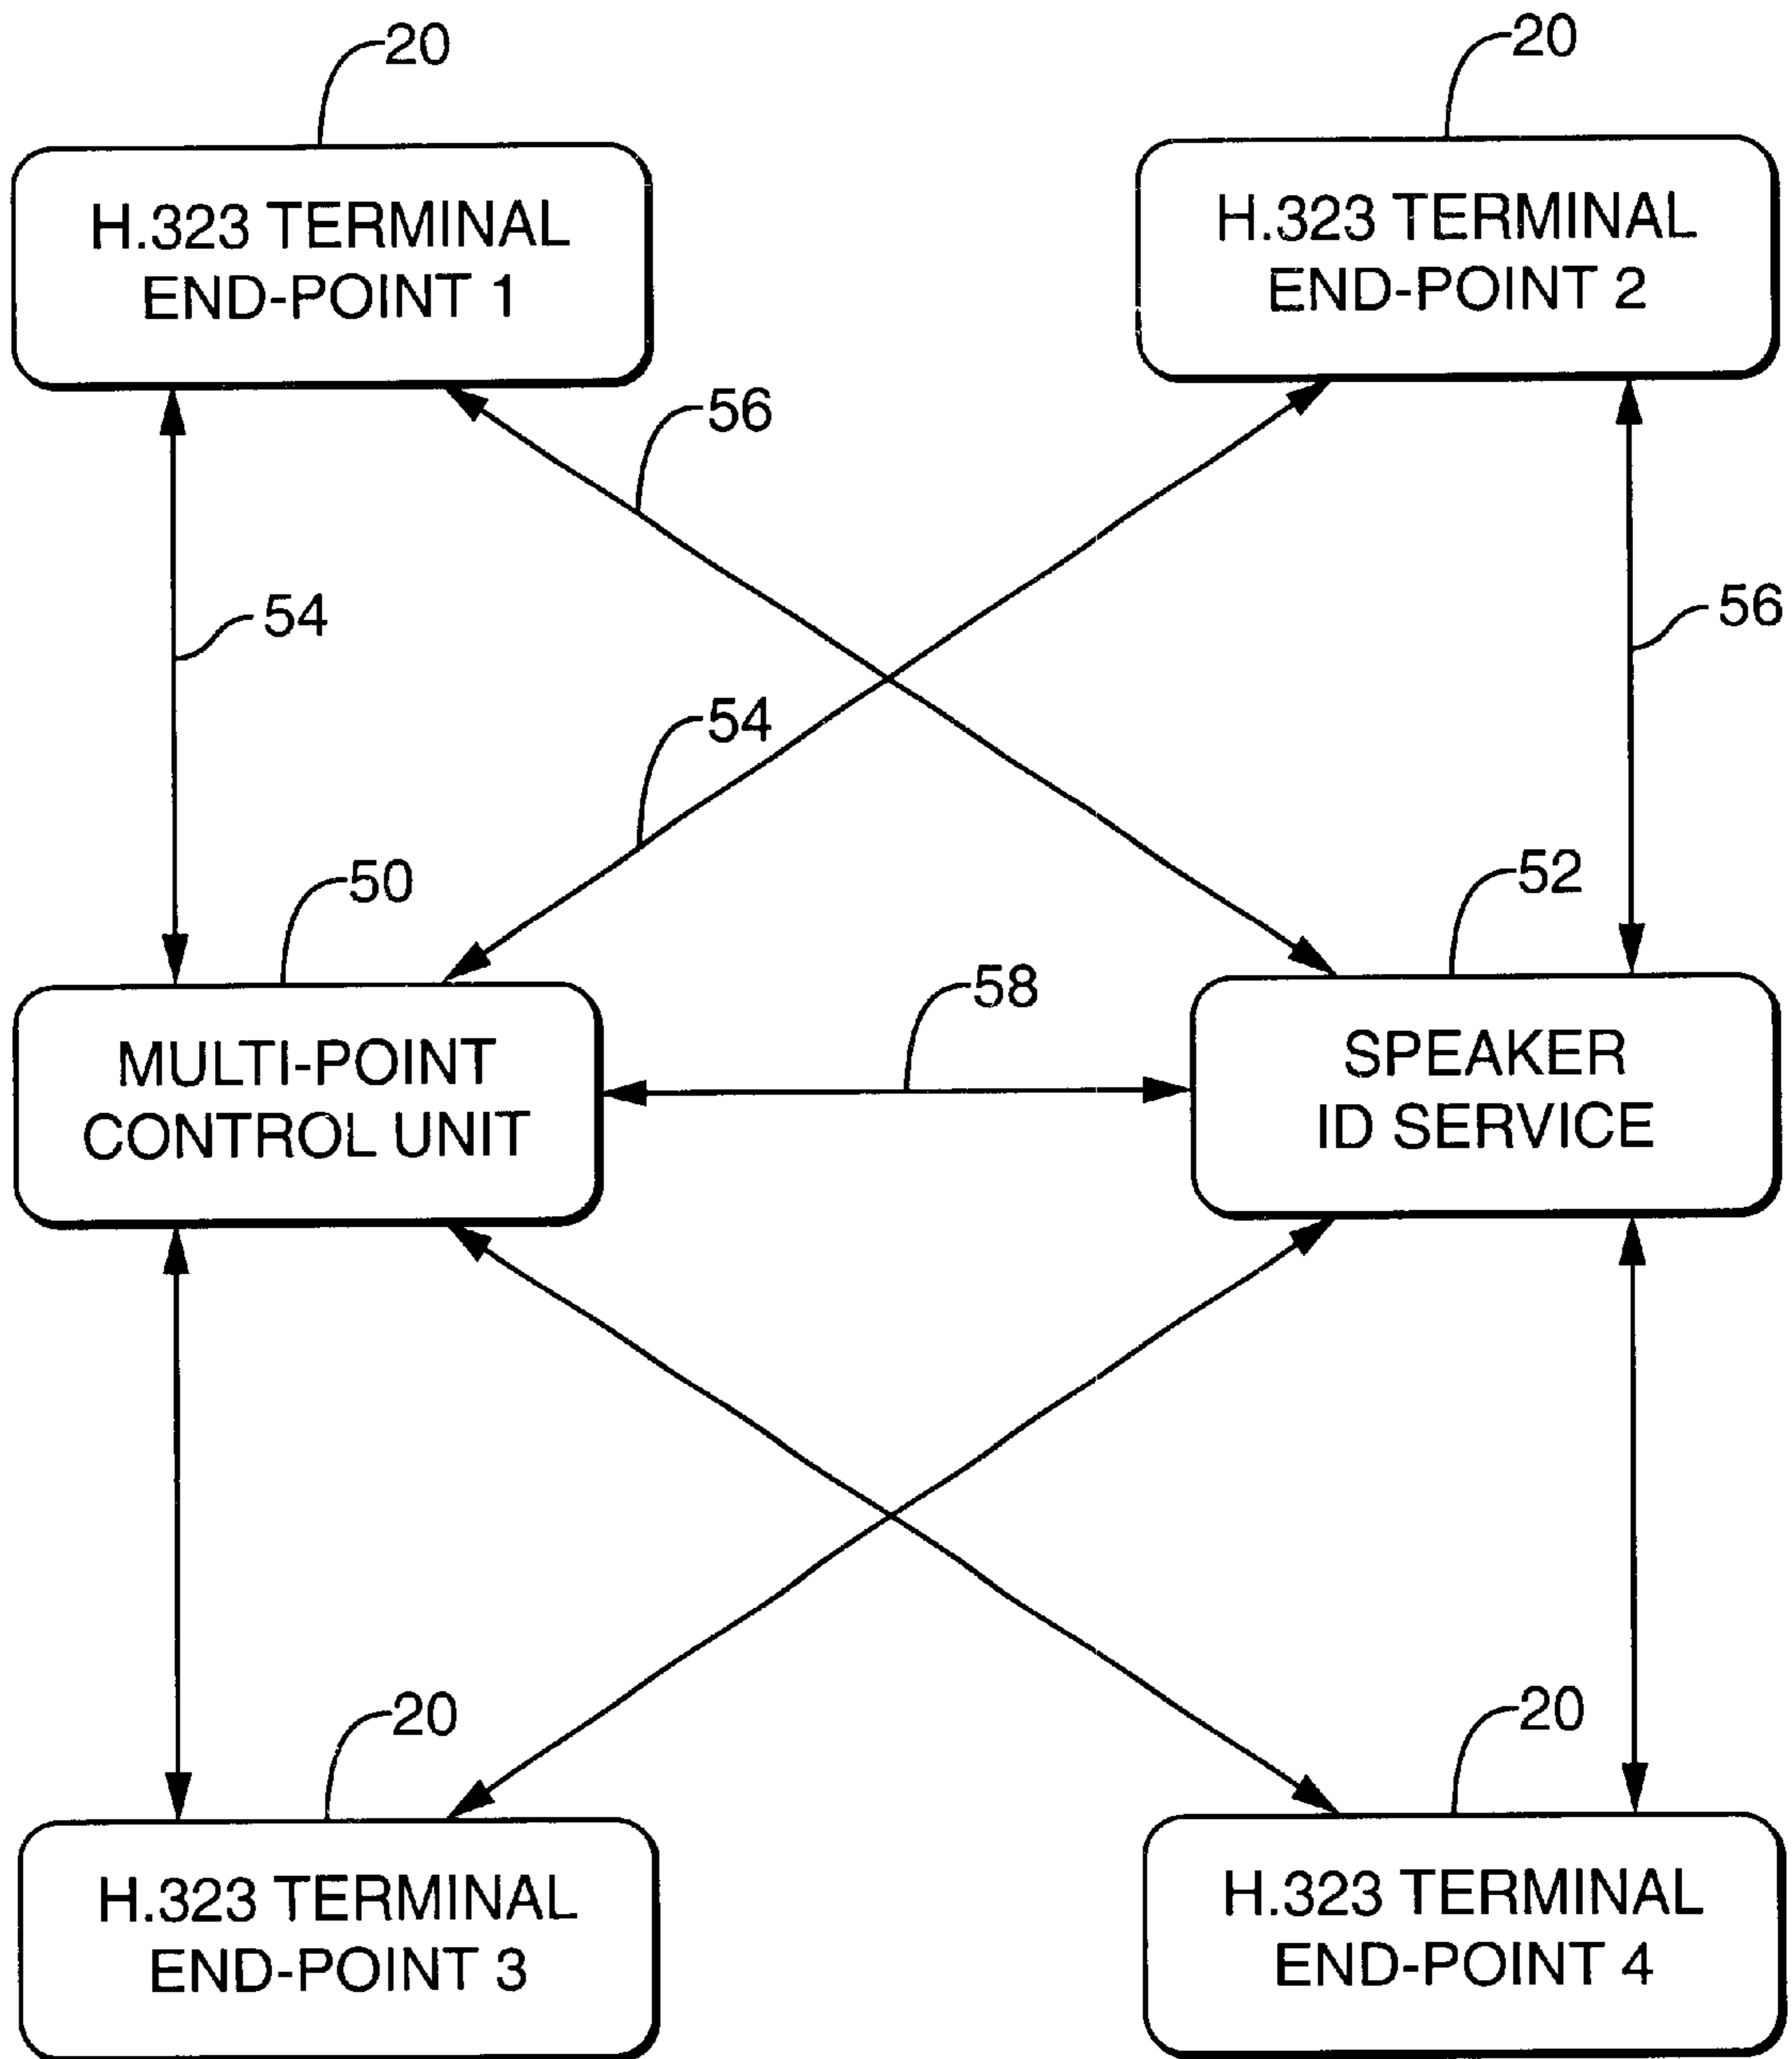 20
20
H.323 TERMINAL
END-POINT 1
H.323 TERMINAL
END-POINT 2
56
54
56
54
50
52
58
MULTI-POINT
CONTROL UNIT
SPEAKER
ID SERVICE
20
20
H.323 TERMINAL
END-POINT 3
H.323 TERMINAL
END-POINT 4